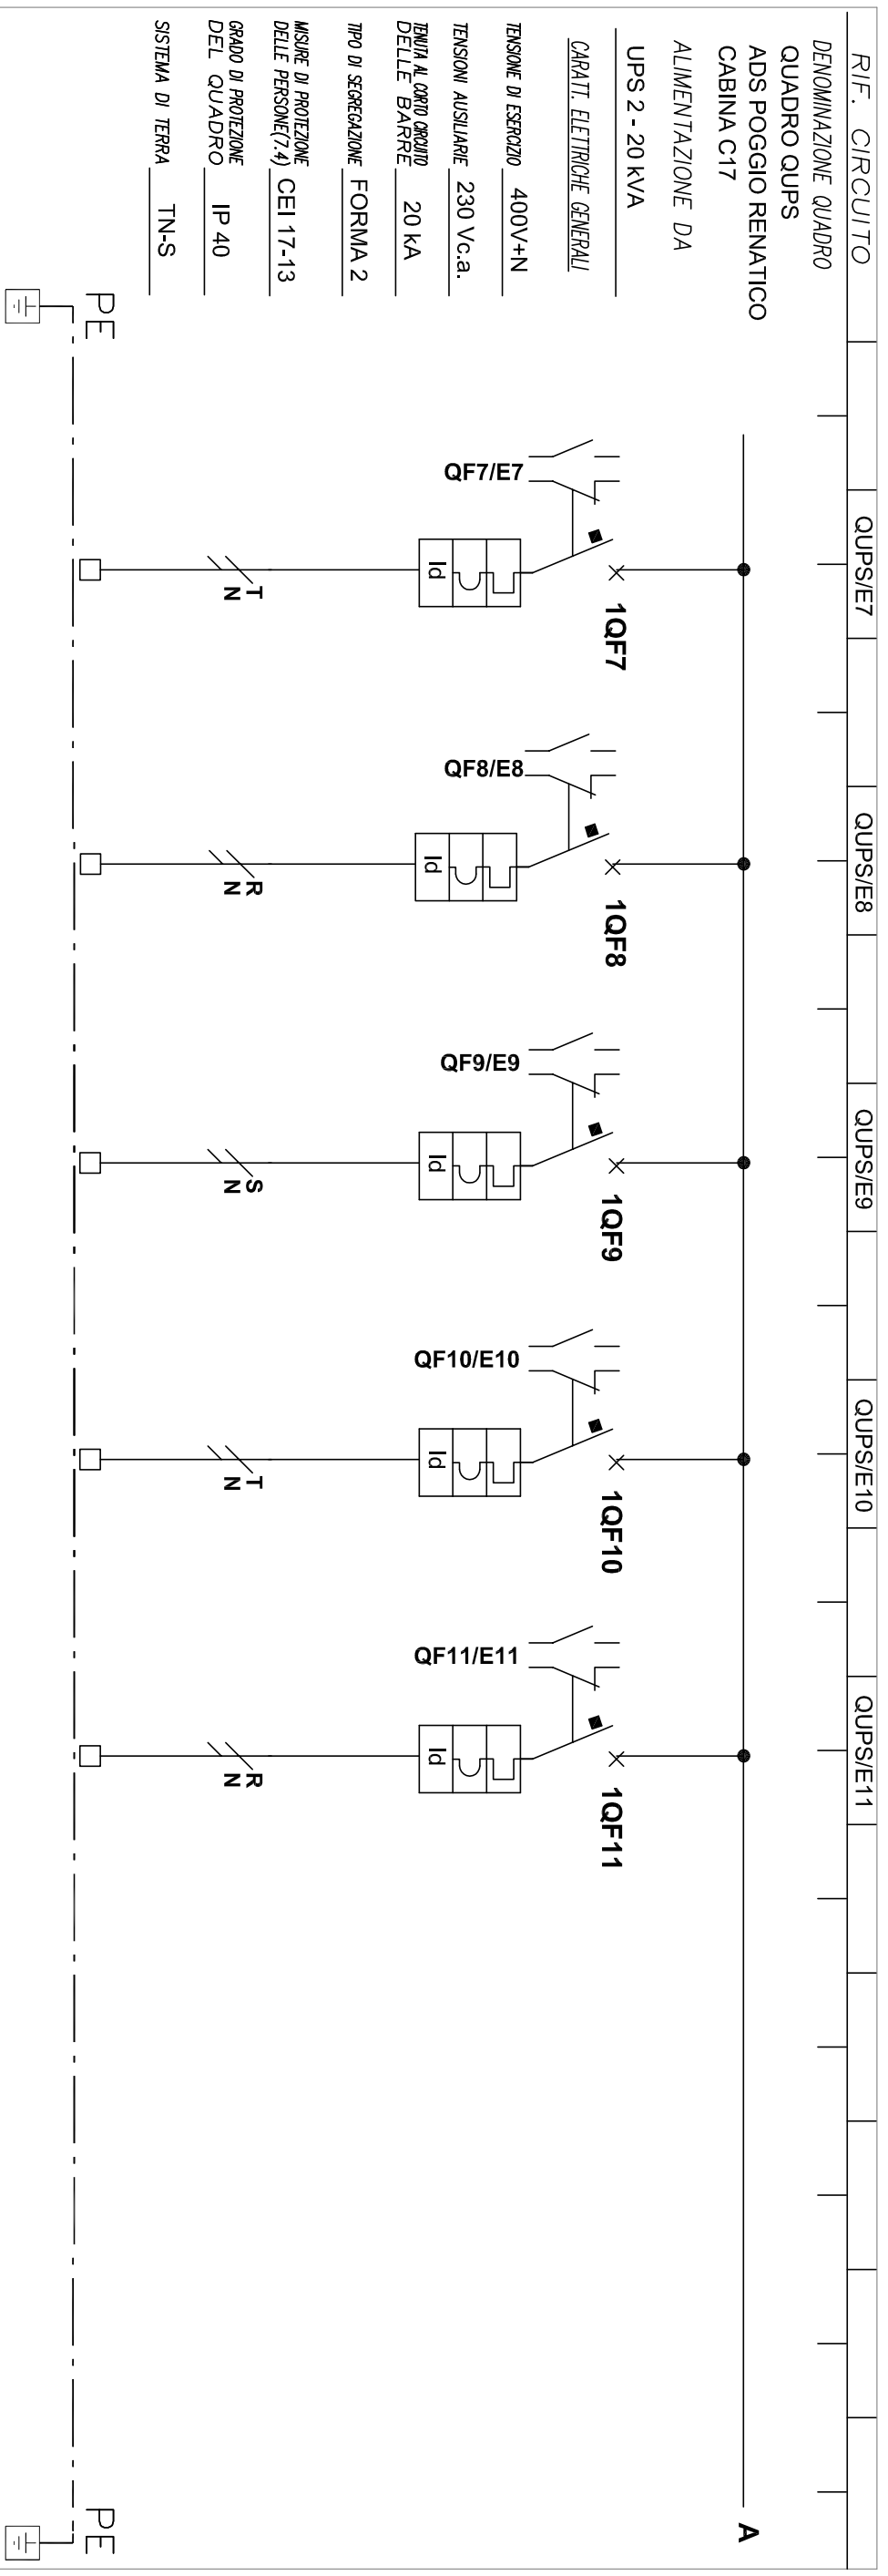 RIF. CIRCUITO
QUPS/E7
QUPS/E8
QUPS/E9
QUPS/E10
QUPS/E11
DENOMINAZIONE QUADRO
QUADRO QUPS
ADS POGGIO RENATICO
CABINA C17
ALIMENTAZIONE DA
UPS 2 - 20 kVA
CARATT. ELETTRICHE GENERALI
TENSIONE DI ESERCIZIO 400V+N
TENSIONI AUSILIARIE 230 Vc.a.
TENUTA AL CORTO CIRCUITO
DELLE BARRE 20 kA
TIPO DI SEGREGAZIONE FORMA 2
MISURE DI PROTEZIONE
DELLE PERSONE(7.4) CEI 17-13
GRADO DI PROTEZIONE
DEL QUADRO IP 40
SISTEMA DI TERRA TN-S
A
1QF7
1QF8
1QF9
1QF10
1QF11
QF7/E7
QF8/E8
QF9/E9
QF10/E10
QF11/E11
Id
Id
Id
Id
Id
T
N
R
N
S
N
T
N
R
N
PE
PE